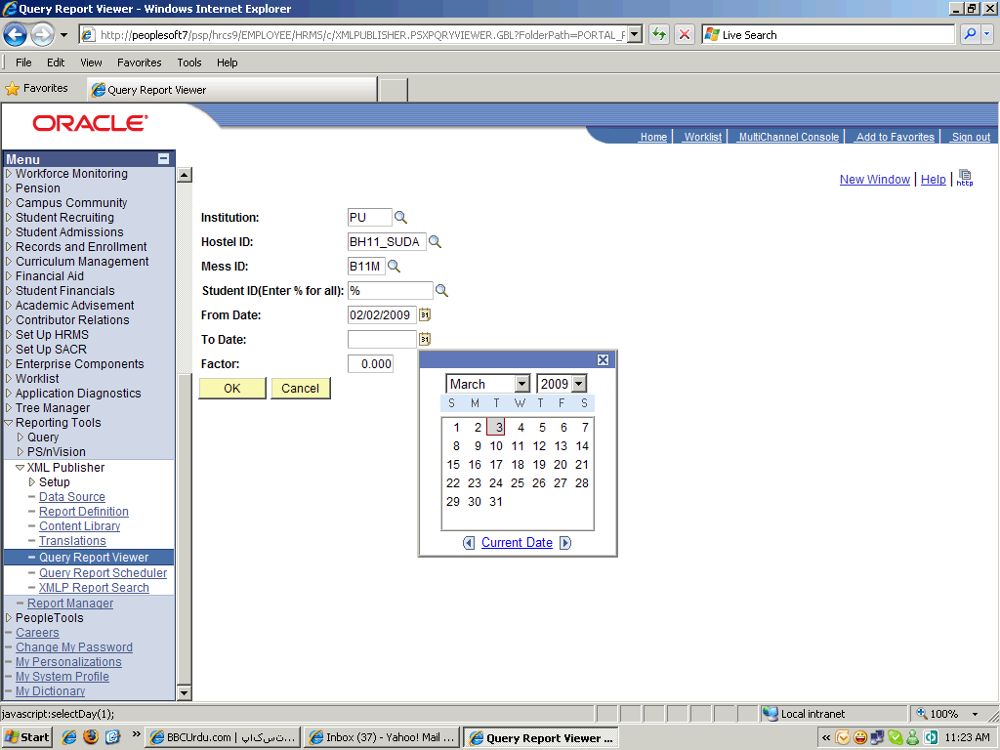 Query Report Viewer - Windows Internet Explorer
http://peoplesoft7/psp/hrcs9/EMPLOYEE/HRMS/c/XMLPUBLISHER.PSXPQRYVIEWER.GBL?FolderPath=PORTAL_F
Live Search
File Edit View Favorites Tools Help
Favorites Query Report Viewer
ORACLE®
Home Worklist MultiChannel Console Add to Favorites Sign out
Menu
New Window | Help | http
Workforce Monitoring
Pension
Campus Community
Student Recruiting
Student Admissions
Records and Enrollment
Curriculum Management
Financial Aid
Student Financials
Academic Advisement
Contributor Relations
Set Up HRMS
Set Up SACR
Enterprise Components
Worklist
Application Diagnostics
Tree Manager
Reporting Tools
Query
PS/nVision
XML Publisher
Setup
Data Source
Report Definition
Content Library
Translations
Query Report Viewer
Query Report Scheduler
XMLP Report Search
Report Manager
PeopleTools
Careers
Change My Password
My Personalizations
My System Profile
My Dictionary
Institution: PU
Hostel ID: BH11_SUDA
Mess ID: B11M
Student ID(Enter % for all): %
From Date: 02/02/2009 31
To Date: 31
Factor: 0.000
OK Cancel
March 2009
S M T W T F S
1 2 3 4 5 6 7
8 9 10 11 12 13 14
15 16 17 18 19 20 21
22 23 24 25 26 27 28
29 30 31
Current Date
javascript:selectDay(1); Local intranet 100%
Start BBCUrdu.com | تسکاپ... Inbox (37) - Yahoo! Mail ... Query Report Viewer ... 11:23 AM